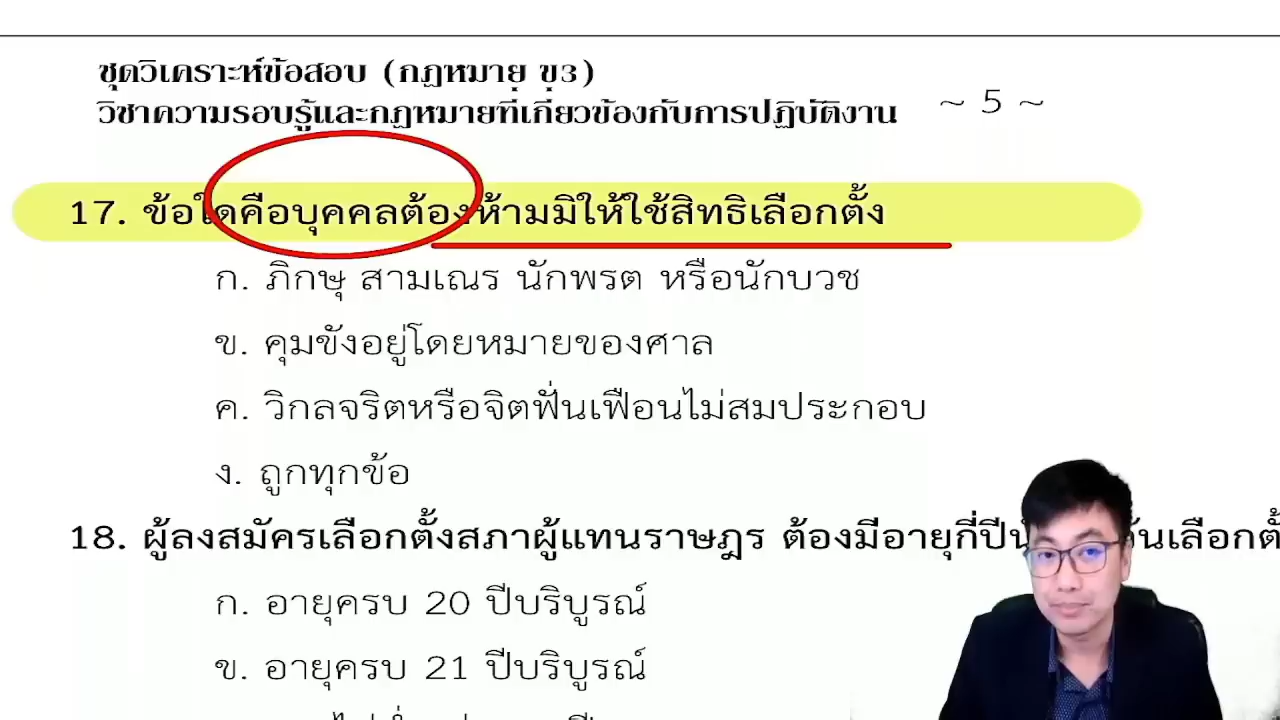 ชุดวิเคราะห์ข้อสอบ (กฎหมาย ข3)
วิชาความรอบรู้และกฎหมายที่เกี่ยวข้องกับการปฏิบัติงาน ~ 5 ~
17. ข้อใดคือบุคคลต้องห้ามมิให้ใช้สิทธิเลือกตั้ง
ก. ภิกษุ สามเณร นักพรต หรือนักบวช
ข. คุมขังอยู่โดยหมายของศาล
ค. วิกลจริตหรือจิตฟั่นเฟือนไม่สมประกอบ
ง. ถูกทุกข้อ
18. ผู้ลงสมัครเลือกตั้งสภาผู้แทนราษฎร ต้องมีอายุกี่ปี
ก. อายุครบ 20 ปีบริบูรณ์
ข. อายุครบ 21 ปีบริบูรณ์